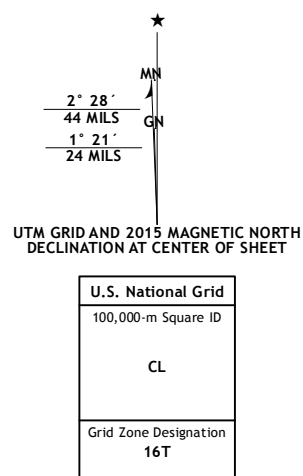 MN
2° 28´
44 MILS
GN
1° 21´
24 MILS
UTM GRID AND 2015 MAGNETIC NORTH
DECLINATION AT CENTER OF SHEET
U.S. National Grid
100,000-m Square ID
CL
Grid Zone Designation
16T